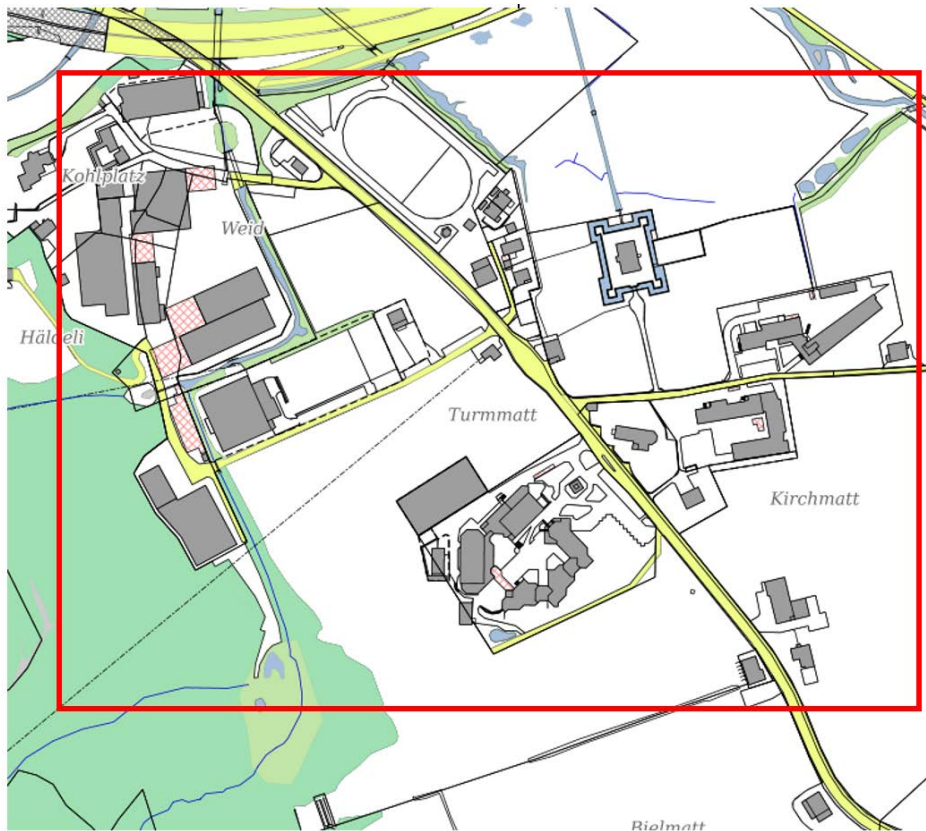 Kohlplatz
Weid
Häldeli
Turmmatt
Kirchmatt
Bielmatt